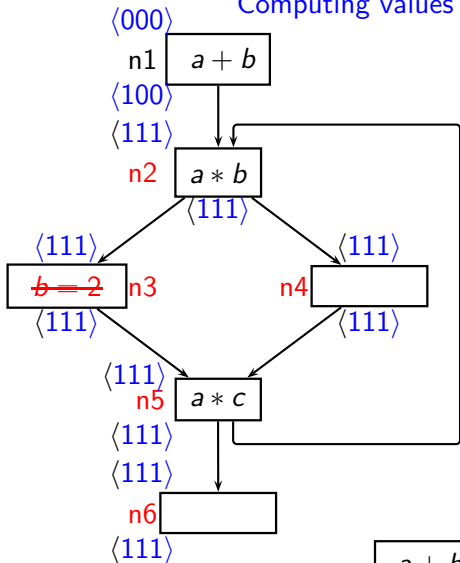 Computing values
⟨000⟩
n1 a + b
⟨100⟩
⟨111⟩
n2 a ∗ b
⟨111⟩
⟨111⟩ ⟨111⟩
b = 2 n3 n4
⟨111⟩ ⟨111⟩
⟨111⟩
n5 a ∗ c
⟨111⟩
⟨111⟩
n6
⟨111⟩
a + b